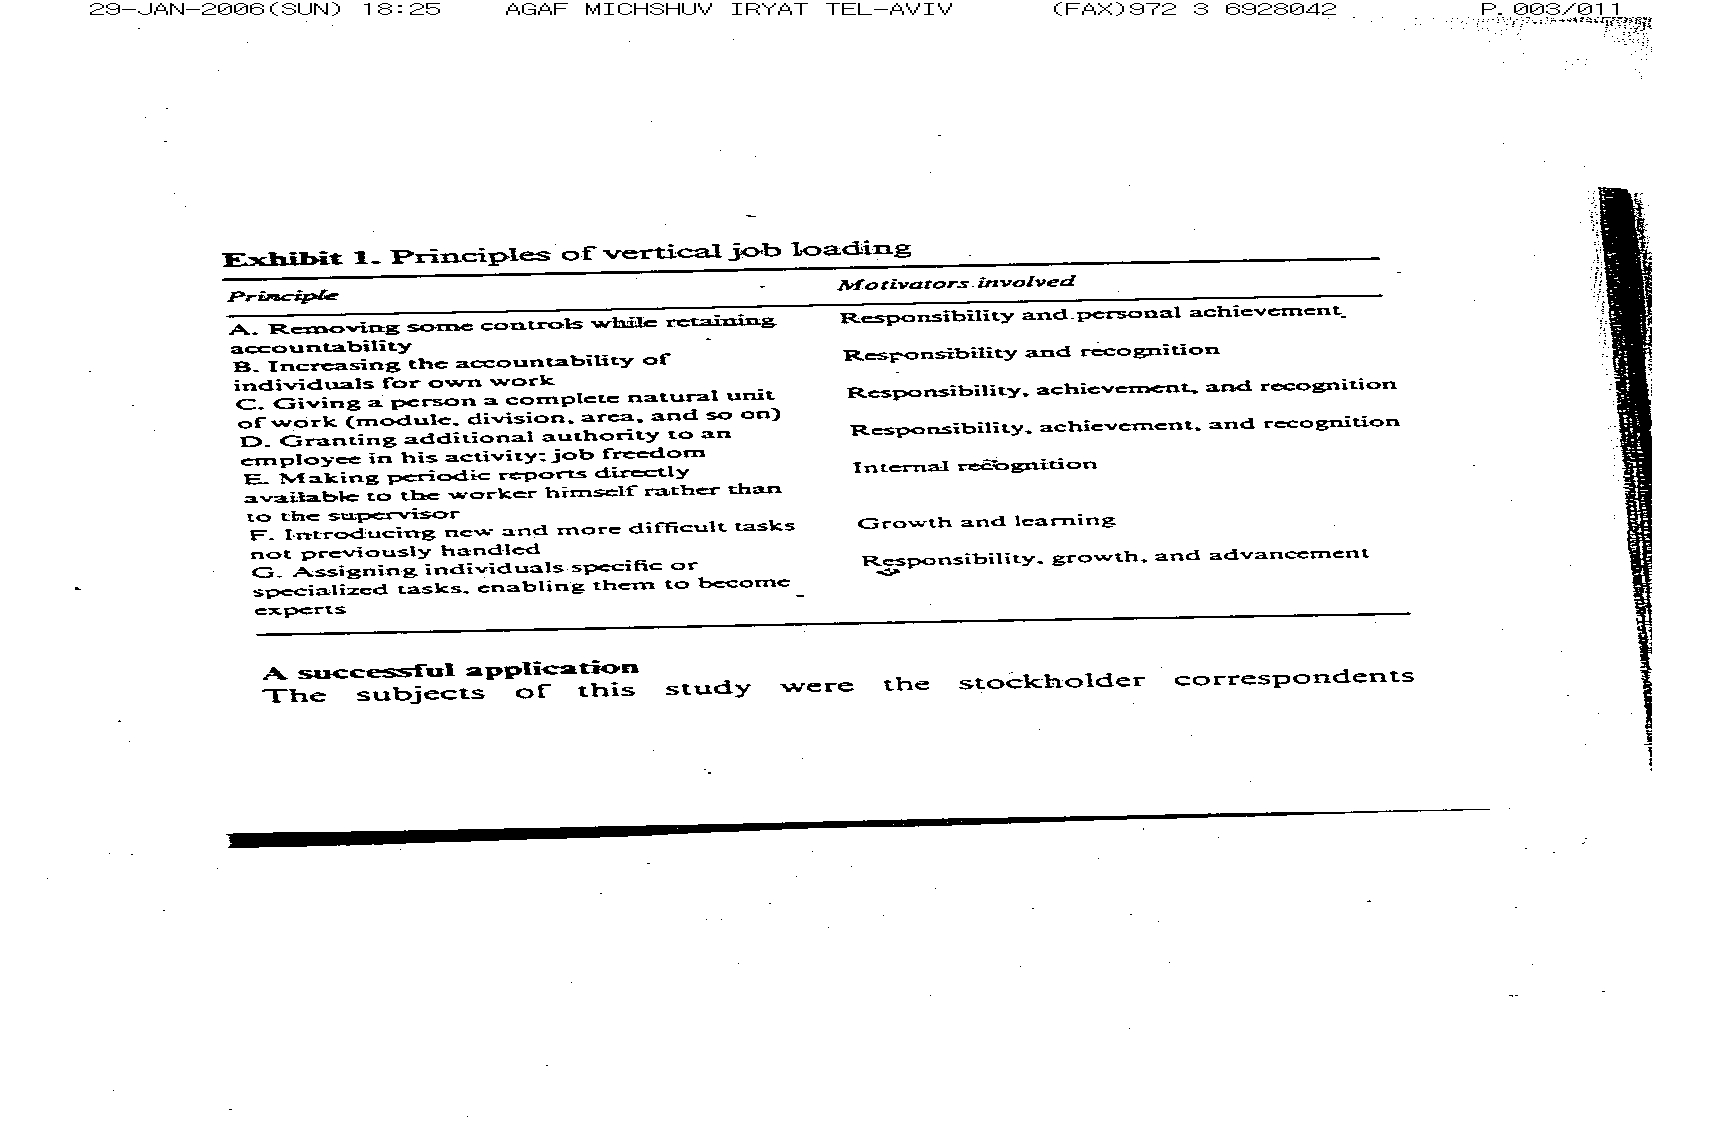 29-JAN-2006(SUN) 18:25 AGAF MICHSHUV IRYAT TEL-AVIV (FAX)972 3 6928042 P. 003/011
Exhibit 1. Principles of vertical job loading
Principle Motivators involved
A. Removing some controls while retaining Responsibility and personal achievement
accountability
B. Increasing the accountability of Responsibility and recognition
individuals for own work
C. Giving a person a complete natural unit Responsibility, achievement, and recognition
of work (module, division, area, and so on)
D. Granting additional authority to an Responsibility, achievement, and recognition
employee in his activity; job freedom
E. Making periodic reports directly Internal recognition
available to the worker himself rather than
to the supervisor
F. Introducing new and more difficult tasks Growth and learning
not previously handled
G. Assigning individuals specific or Responsibility, growth, and advancement
specialized tasks, enabling them to become
experts
A successful application
The subjects of this study were the stockholder correspondents